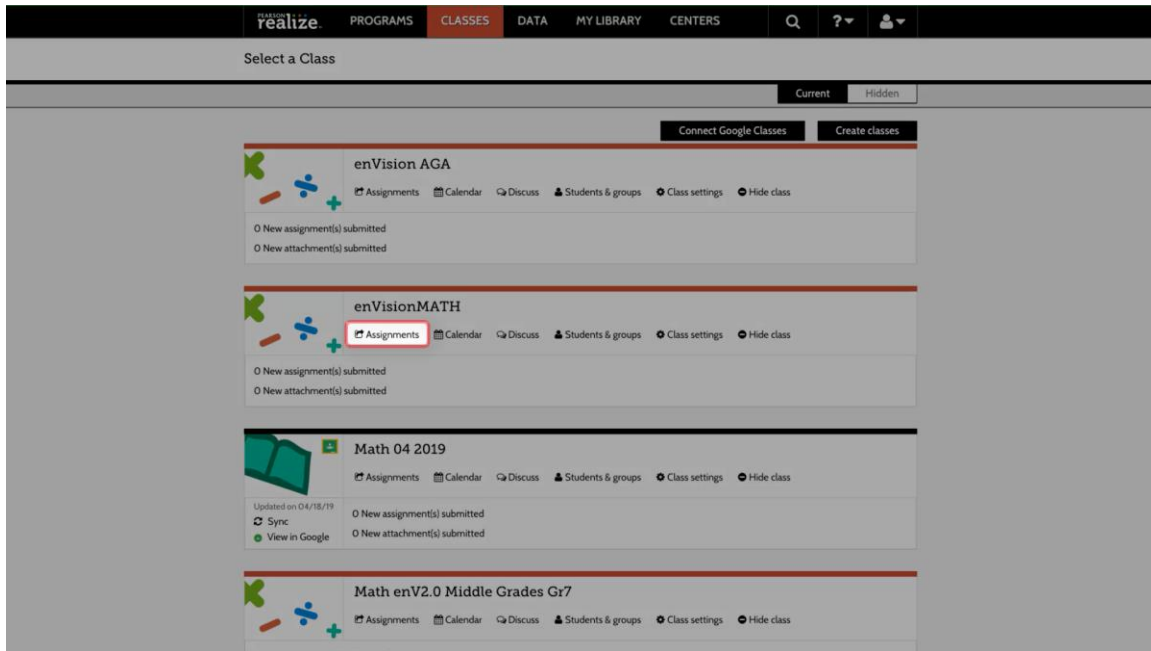 PEARSON
realize. PROGRAMS CLASSES DATA MY LIBRARY CENTERS ?
Select a Class
Current Hidden
Connect Google Classes Create classes
enVision AGA
Assignments Calendar Discuss Students & groups Class settings Hide class
0 New assignment(s) submitted
0 New attachment(s) submitted
enVisionMATH
Assignments Calendar Discuss Students & groups Class settings Hide class
0 New assignment(s) submitted
0 New attachment(s) submitted
Math 04 2019
Assignments Calendar Discuss Students & groups Class settings Hide class
Updated on 04/18/19
Sync
View in Google
0 New assignment(s) submitted
0 New attachment(s) submitted
Math enV2.0 Middle Grades Gr7
Assignments Calendar Discuss Students & groups Class settings Hide class